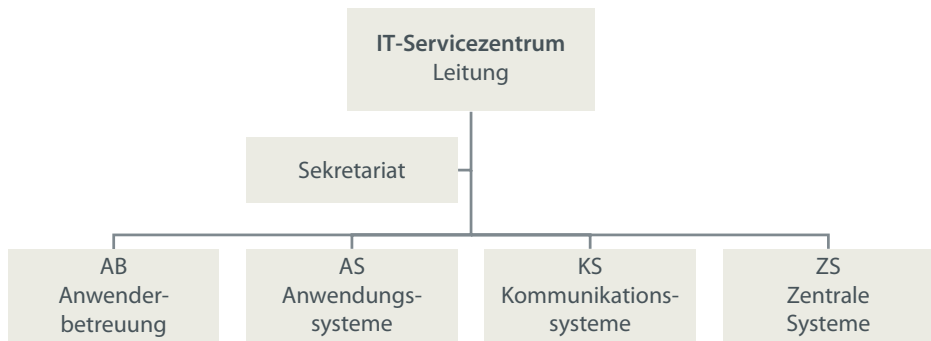 IT-Servicezentrum
Leitung
Sekretariat
AB
Anwender-
betreuung
AS
Anwendungs-
systeme
KS
Kommunikations-
systeme
ZS
Zentrale
Systeme